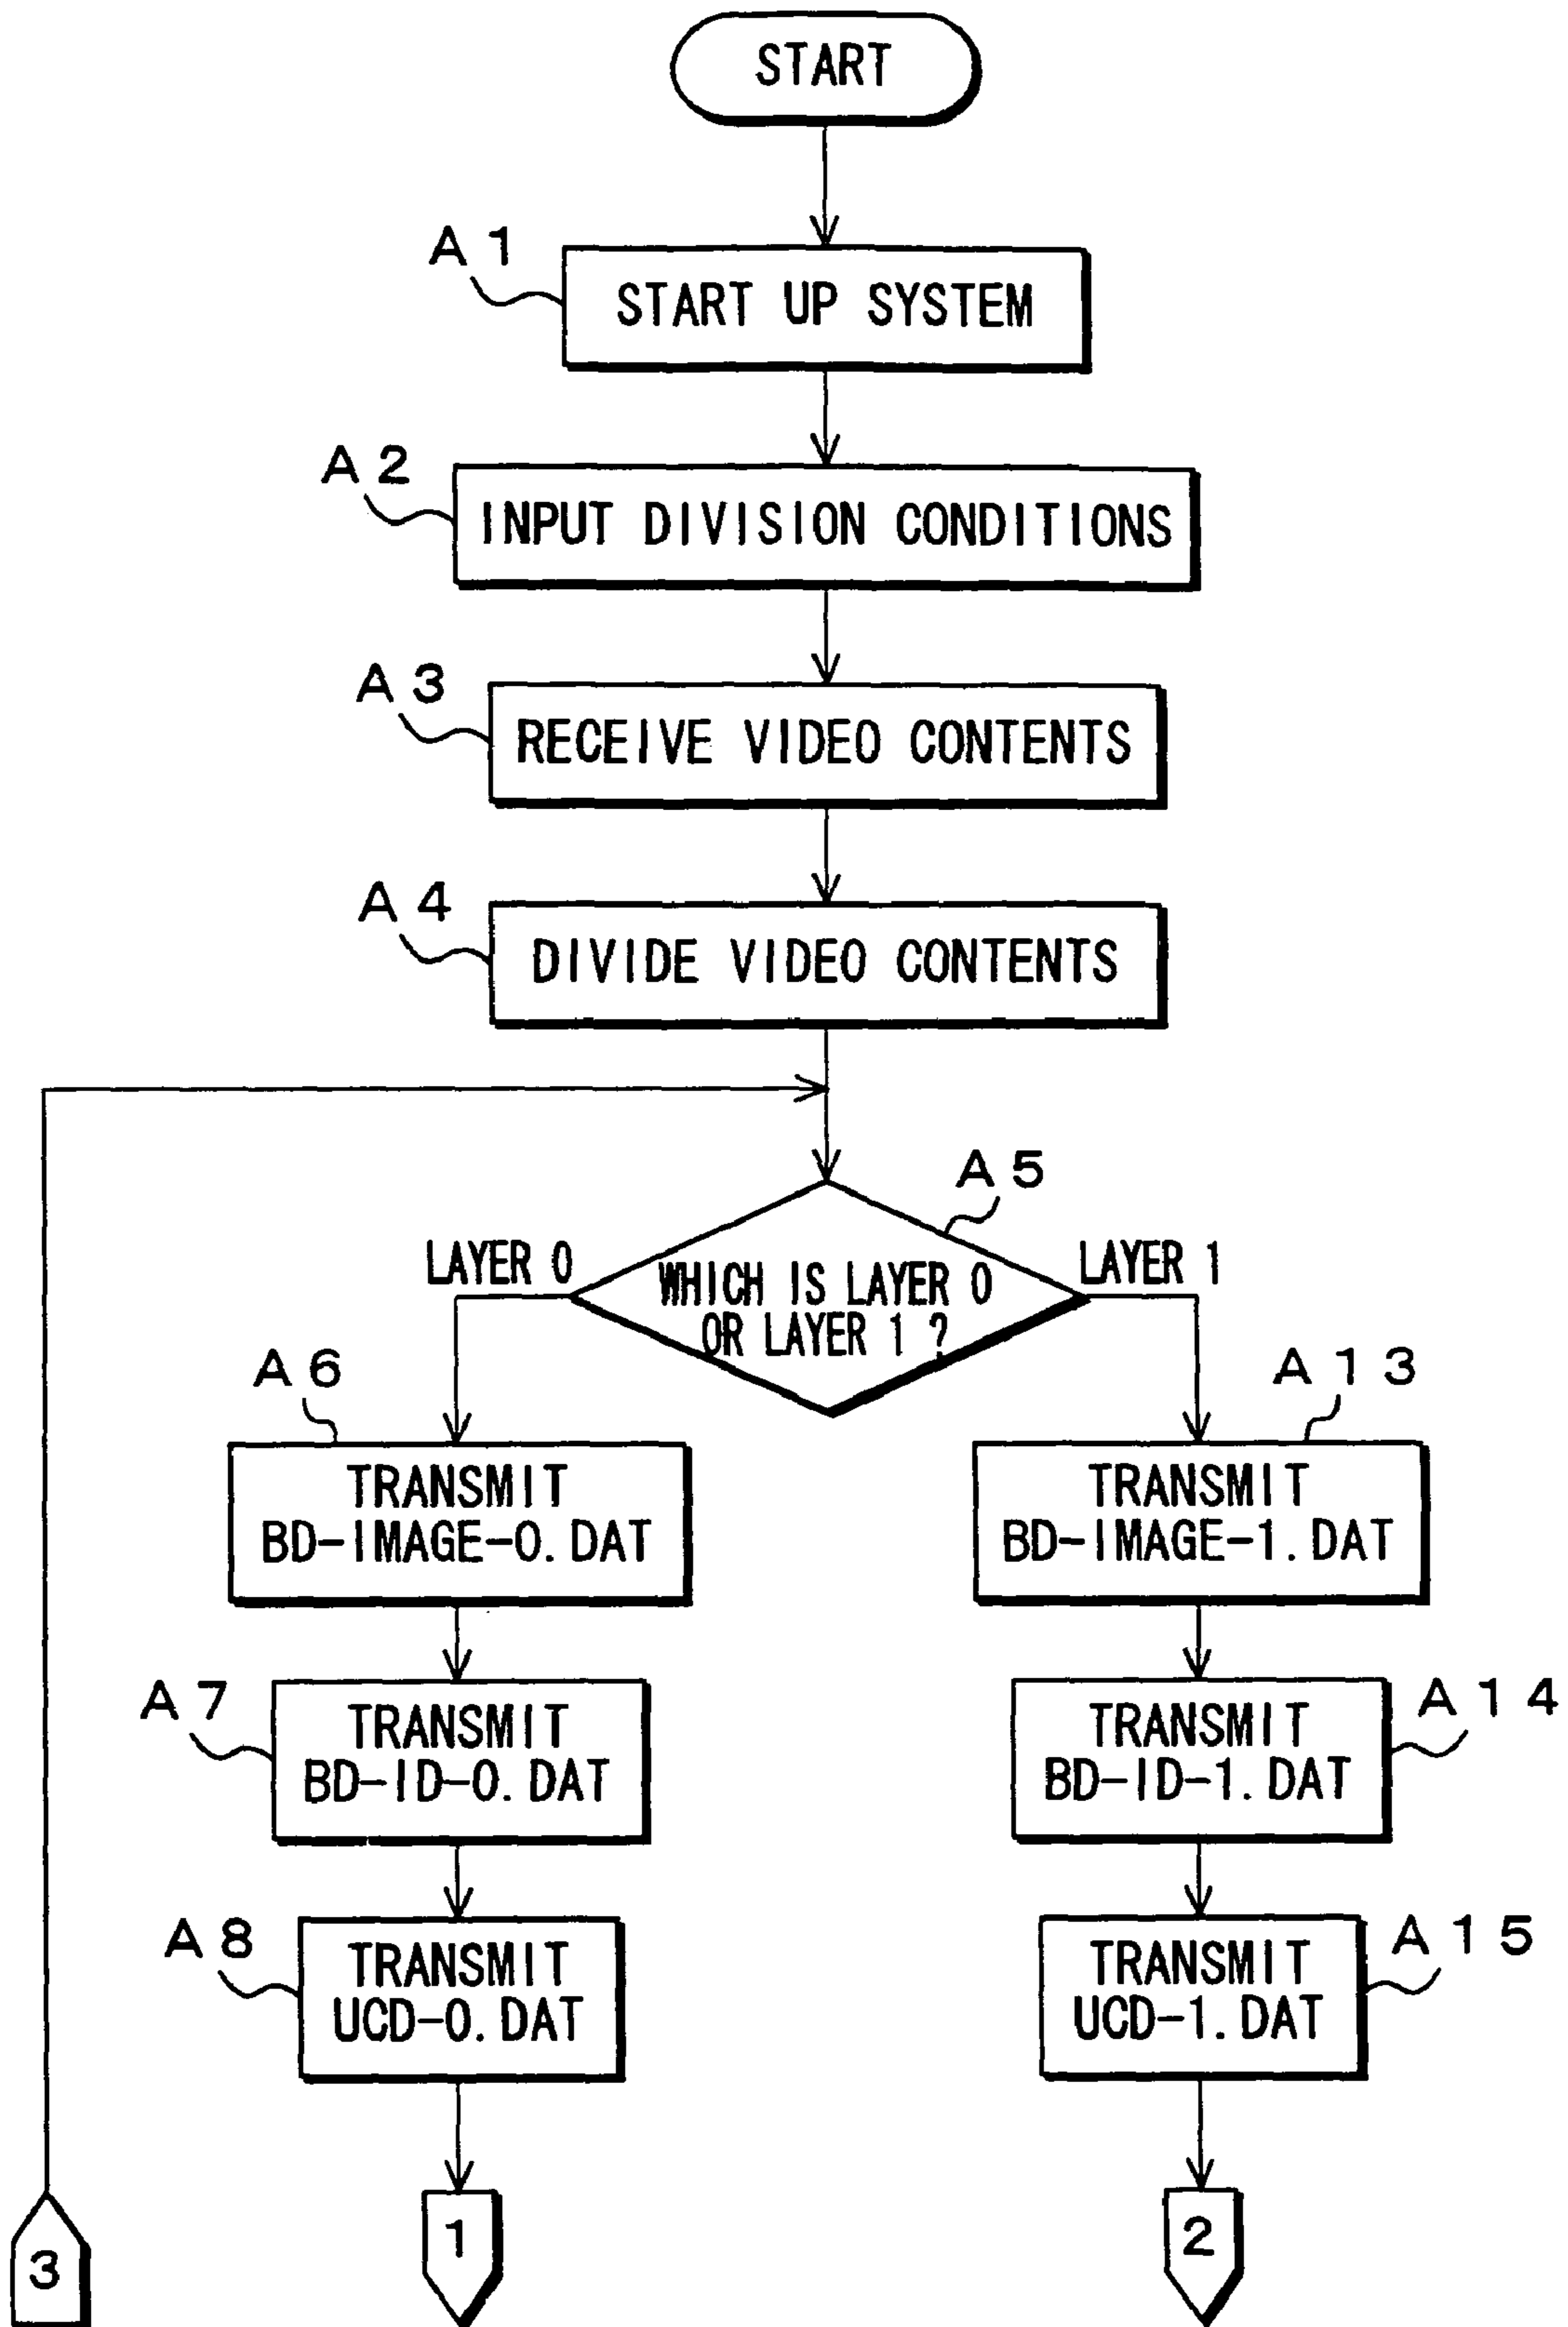 START
A1
START UP SYSTEM
A2
INPUT DIVISION CONDITIONS
A3
RECEIVE VIDEO CONTENTS
A4
DIVIDE VIDEO CONTENTS
A5
LAYER 0
WHICH IS LAYER 0
OR LAYER 1 ?
LAYER 1
A6
TRANSMIT
BD-IMAGE-0.DAT
A13
TRANSMIT
BD-IMAGE-1.DAT
A7
TRANSMIT
BD-ID-0.DAT
A14
TRANSMIT
BD-ID-1.DAT
A8
TRANSMIT
UCD-0.DAT
A15
TRANSMIT
UCD-1.DAT
3
1
2